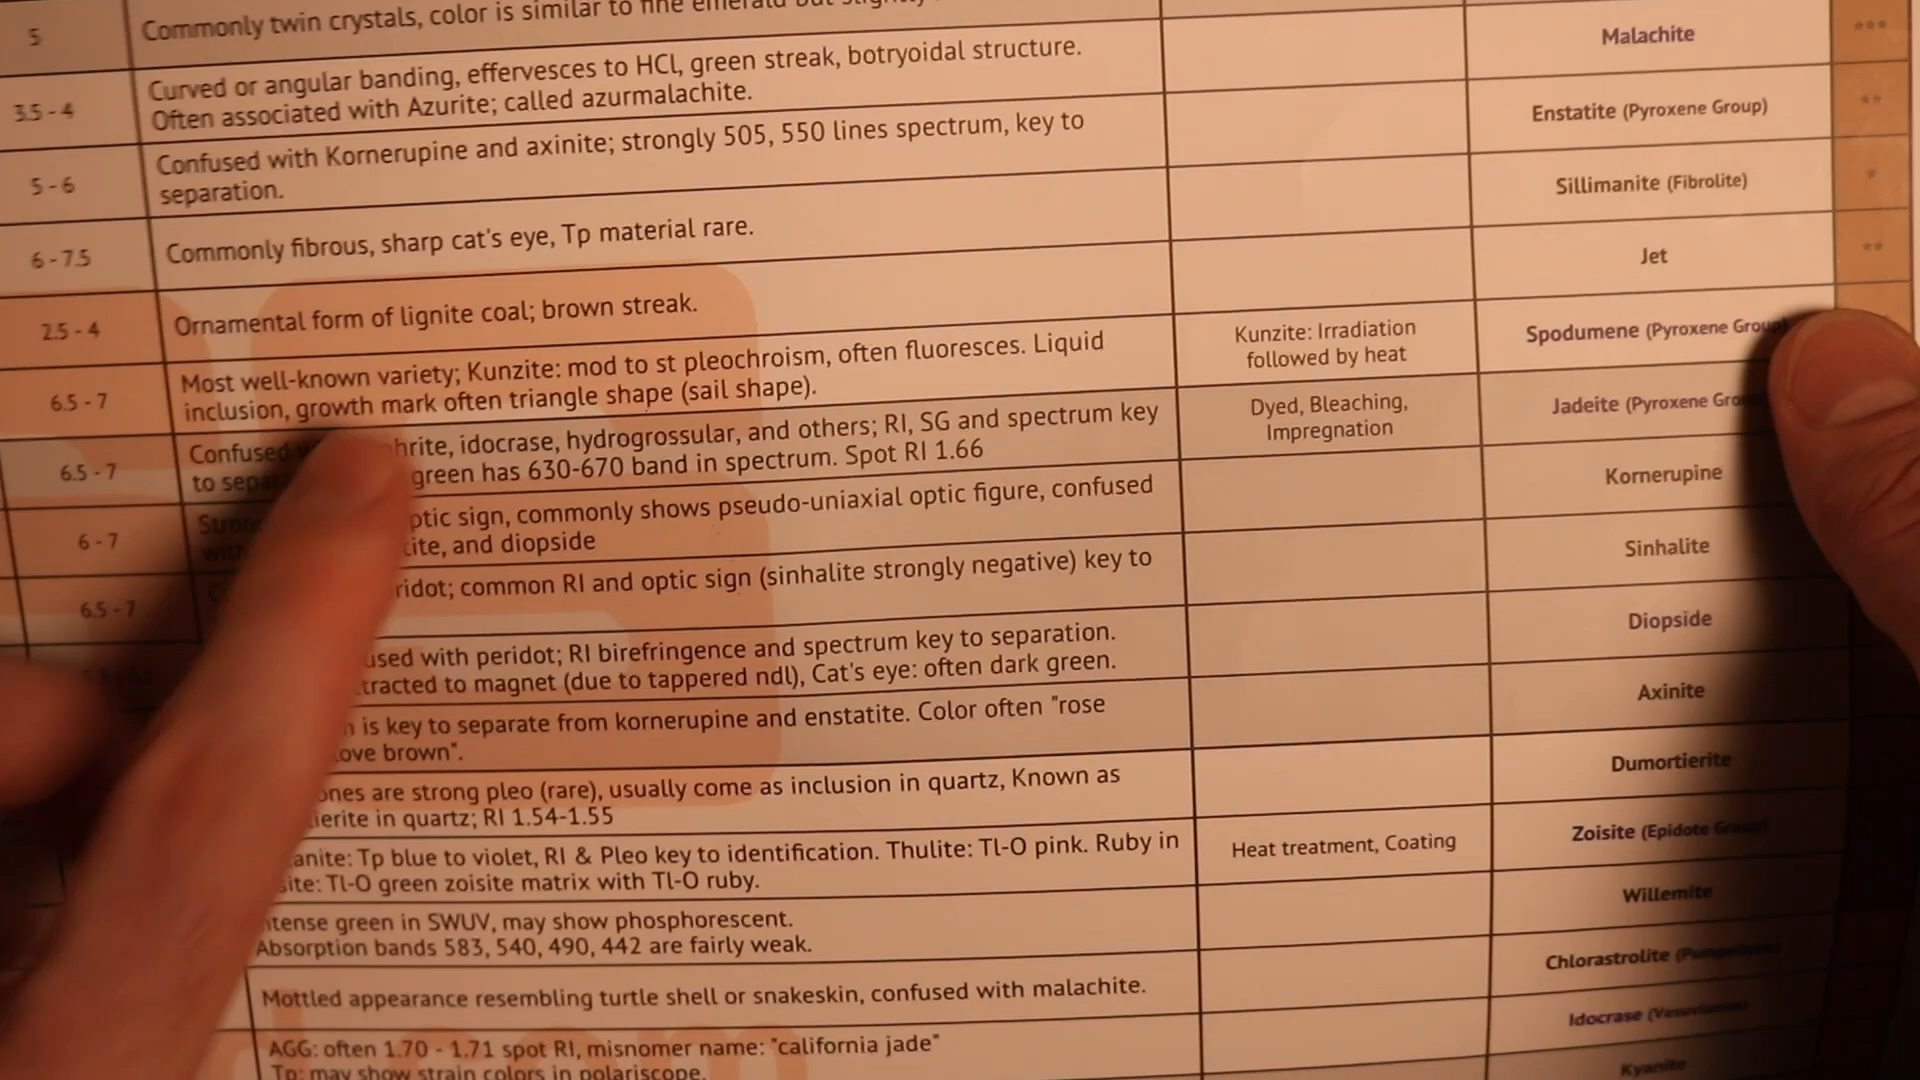 5
Commonly twin crystals, color is similar to fine emerald but
3.5 - 4
Curved or angular banding, effervesces to HCl, green streak, botryoidal structure.
Often associated with Azurite; called azurmalachite.
Malachite
***
5 - 6
Confused with Kornerupine and axinite; strongly 505, 550 lines spectrum, key to
separation.
Enstatite (Pyroxene Group)
**
6 - 7.5
Commonly fibrous, sharp cat's eye, Tp material rare.
Sillimanite (Fibrolite)
*
2.5 - 4
Ornamental form of lignite coal; brown streak.
Jet
**
6.5 - 7
Most well-known variety; Kunzite: mod to st pleochroism, often fluoresces. Liquid
inclusion, growth mark often triangle shape (sail shape).
Kunzite: Irradiation
followed by heat
Spodumene (Pyroxene Group)
6.5 - 7
Confused idocrase, hydrogrossular, and others; RI, SG and spectrum key
to green has 630-670 band in spectrum. Spot RI 1.66
Dyed, Bleaching,
Impregnation
Jadeite (Pyroxene
6 - 7
sign, commonly shows pseudo-uniaxial optic figure, confused
and diopside
Kornerupine
6.5 - 7
common RI and optic sign (sinhalite strongly negative) key to
Sinhalite
with peridot; RI birefringence and spectrum key to separation.
to magnet (due to tappered ndl), Cat's eye: often dark green.
Diopside
is key to separate from kornerupine and enstatite. Color often "rose
brown".
Axinite
are strong pleo (rare), usually come as inclusion in quartz, Known as
in quartz; RI 1.54-1.55
Dumortierite
Tp blue to violet, RI & Pleo key to identification. Thulite: Tl-O pink. Ruby in
Tl-O green zoisite matrix with Tl-O ruby.
Heat treatment, Coating
Zoisite (Epidote Group)
green in SWUV, may show phosphorescent.
Absorption bands 583, 540, 490, 442 are fairly weak.
Willemite
Mottled appearance resembling turtle shell or snakeskin, confused with malachite.
Chlorastrolite
AGG: often 1.70 - 1.71 spot RI, misnomer name: "california jade"
Tp: may show strain colors in polariscope.
Idocrase
Kyanite